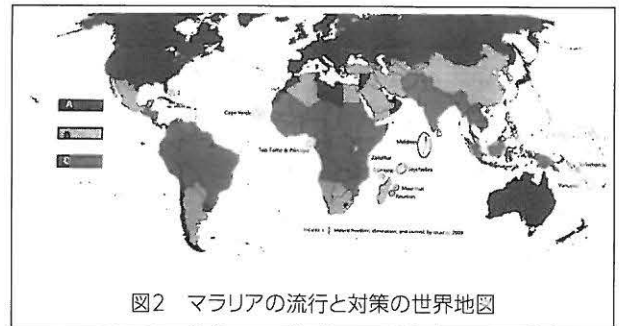 A
B
C
Cape Verde
Sao Tome & Principe
Maldives
Zanzibar
Comoros
Seychelles
Mauritius
Reunion
Vanuatu
図2 マラリアの流行と対策の世界地図